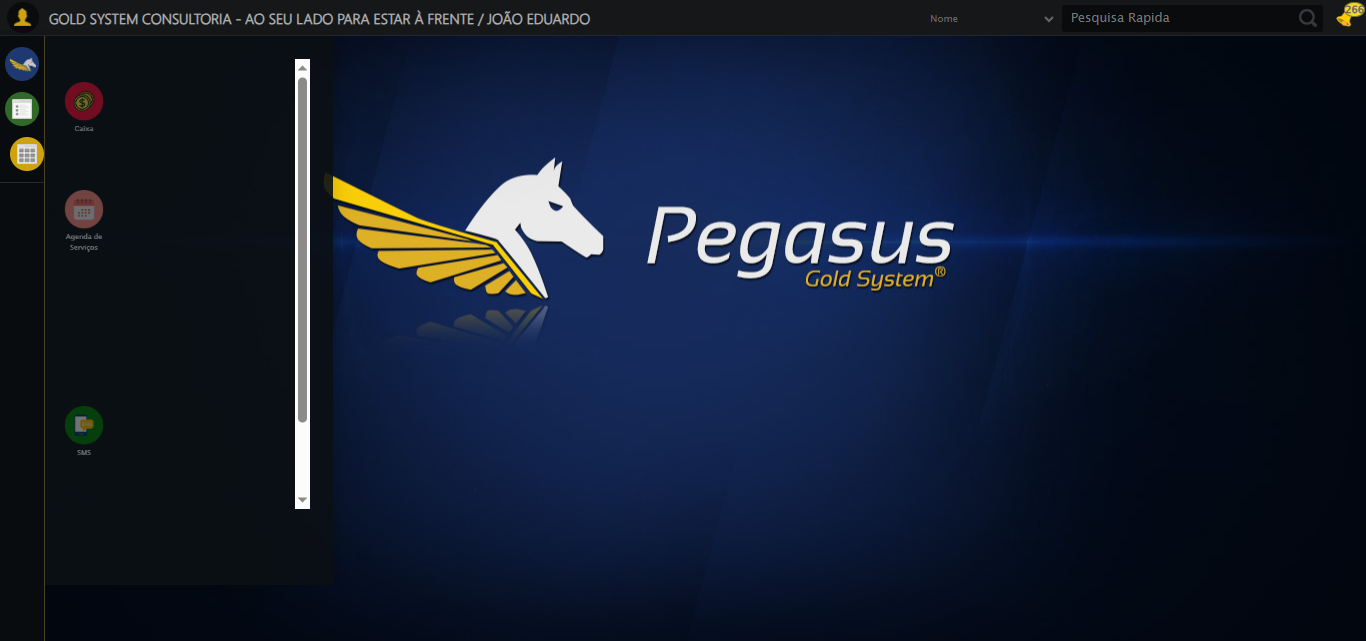 GOLD SYSTEM CONSULTORIA - AO SEU LADO PARA ESTAR À FRENTE / JOÃO EDUARDO
Nome
Pesquisa Rapida
266
Caixa
Agenda de
Serviços
SMS
Pegasus
Gold System®